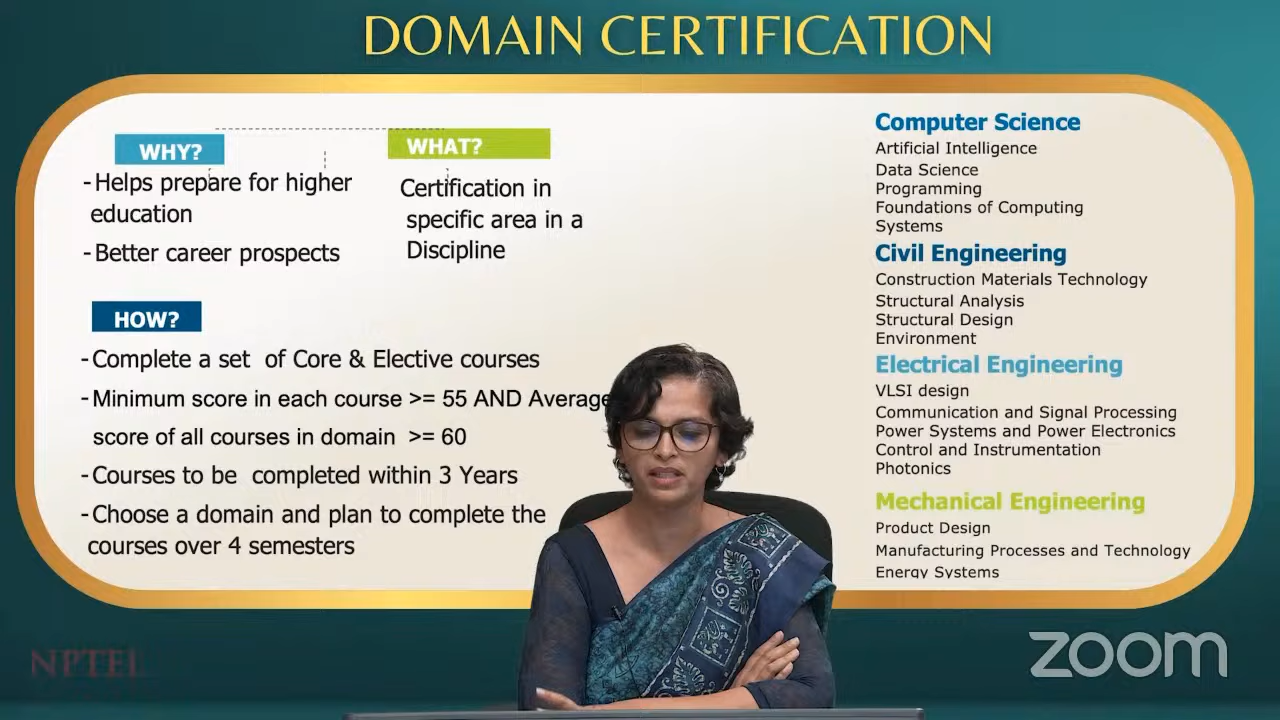 DOMAIN CERTIFICATION
WHY?
-Helps prepare for higher
education
-Better career prospects
WHAT?
Certification in
specific area in a
Discipline
HOW?
-Complete a set of Core & Elective courses
-Minimum score in each course >= 55 AND Average
score of all courses in domain >= 60
-Courses to be completed within 3 Years
-Choose a domain and plan to complete the
courses over 4 semesters
Computer Science
Artificial Intelligence
Data Science
Programming
Foundations of Computing
Systems
Civil Engineering
Construction Materials Technology
Structural Analysis
Structural Design
Environment
Electrical Engineering
VLSI design
Communication and Signal Processing
Power Systems and Power Electronics
Control and Instrumentation
Photonics
Mechanical Engineering
Product Design
Manufacturing Processes and Technology
Energy Systems
NPTEL
zoom